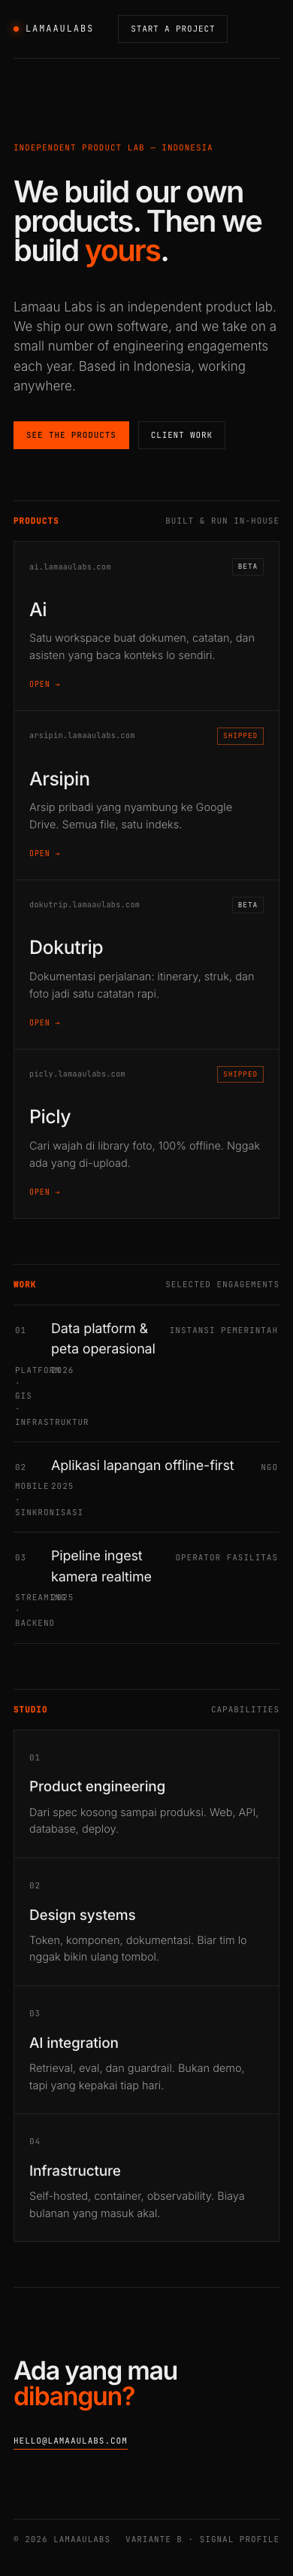 LAMAAULABS
START A PROJECT
INDEPENDENT PRODUCT LAB — INDONESIA
We build our own
products. Then we
build yours.
Lamaau Labs is an independent product lab.
We ship our own software, and we take on a
small number of engineering engagements
each year. Based in Indonesia, working
anywhere.
SEE THE PRODUCTS
CLIENT WORK
PRODUCTS
BUILT & RUN IN-HOUSE
ai.lamaaulabs.com
BETA
Ai
Satu workspace buat dokumen, catatan, dan
asisten yang baca konteks lo sendiri.
OPEN →
arsipin.lamaaulabs.com
SHIPPED
Arsipin
Arsip pribadi yang nyambung ke Google
Drive. Semua file, satu indeks.
OPEN →
dokutrip.lamaaulabs.com
BETA
Dokutrip
Dokumentasi perjalanan: itinerary, struk, dan
foto jadi satu catatan rapi.
OPEN →
picly.lamaaulabs.com
SHIPPED
Picly
Cari wajah di library foto, 100% offline. Nggak
ada yang di-upload.
OPEN →
WORK
SELECTED ENGAGEMENTS
01
Data platform &
peta operasional
INSTANSI PEMERINTAH
PLATFORM
2026
·
GIS
·
INFRASTRUKTUR
02
Aplikasi lapangan offline-first
NGO
MOBILE
2025
·
SINKRONISASI
03
Pipeline ingest
kamera realtime
OPERATOR FASILITAS
STREAMING
2025
·
BACKEND
STUDIO
CAPABILITIES
01
Product engineering
Dari spec kosong sampai produksi. Web, API,
database, deploy.
02
Design systems
Token, komponen, dokumentasi. Biar tim lo
nggak bikin ulang tombol.
03
AI integration
Retrieval, eval, dan guardrail. Bukan demo,
tapi yang kepakai tiap hari.
04
Infrastructure
Self-hosted, container, observability. Biaya
bulanan yang masuk akal.
Ada yang mau
dibangun?
HELLO@LAMAAULABS.COM
© 2026 LAMAAULABS
VARIANTE B · SIGNAL PROFILE